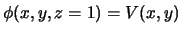 ϕ(x, y, z = 1) = V(x, y)